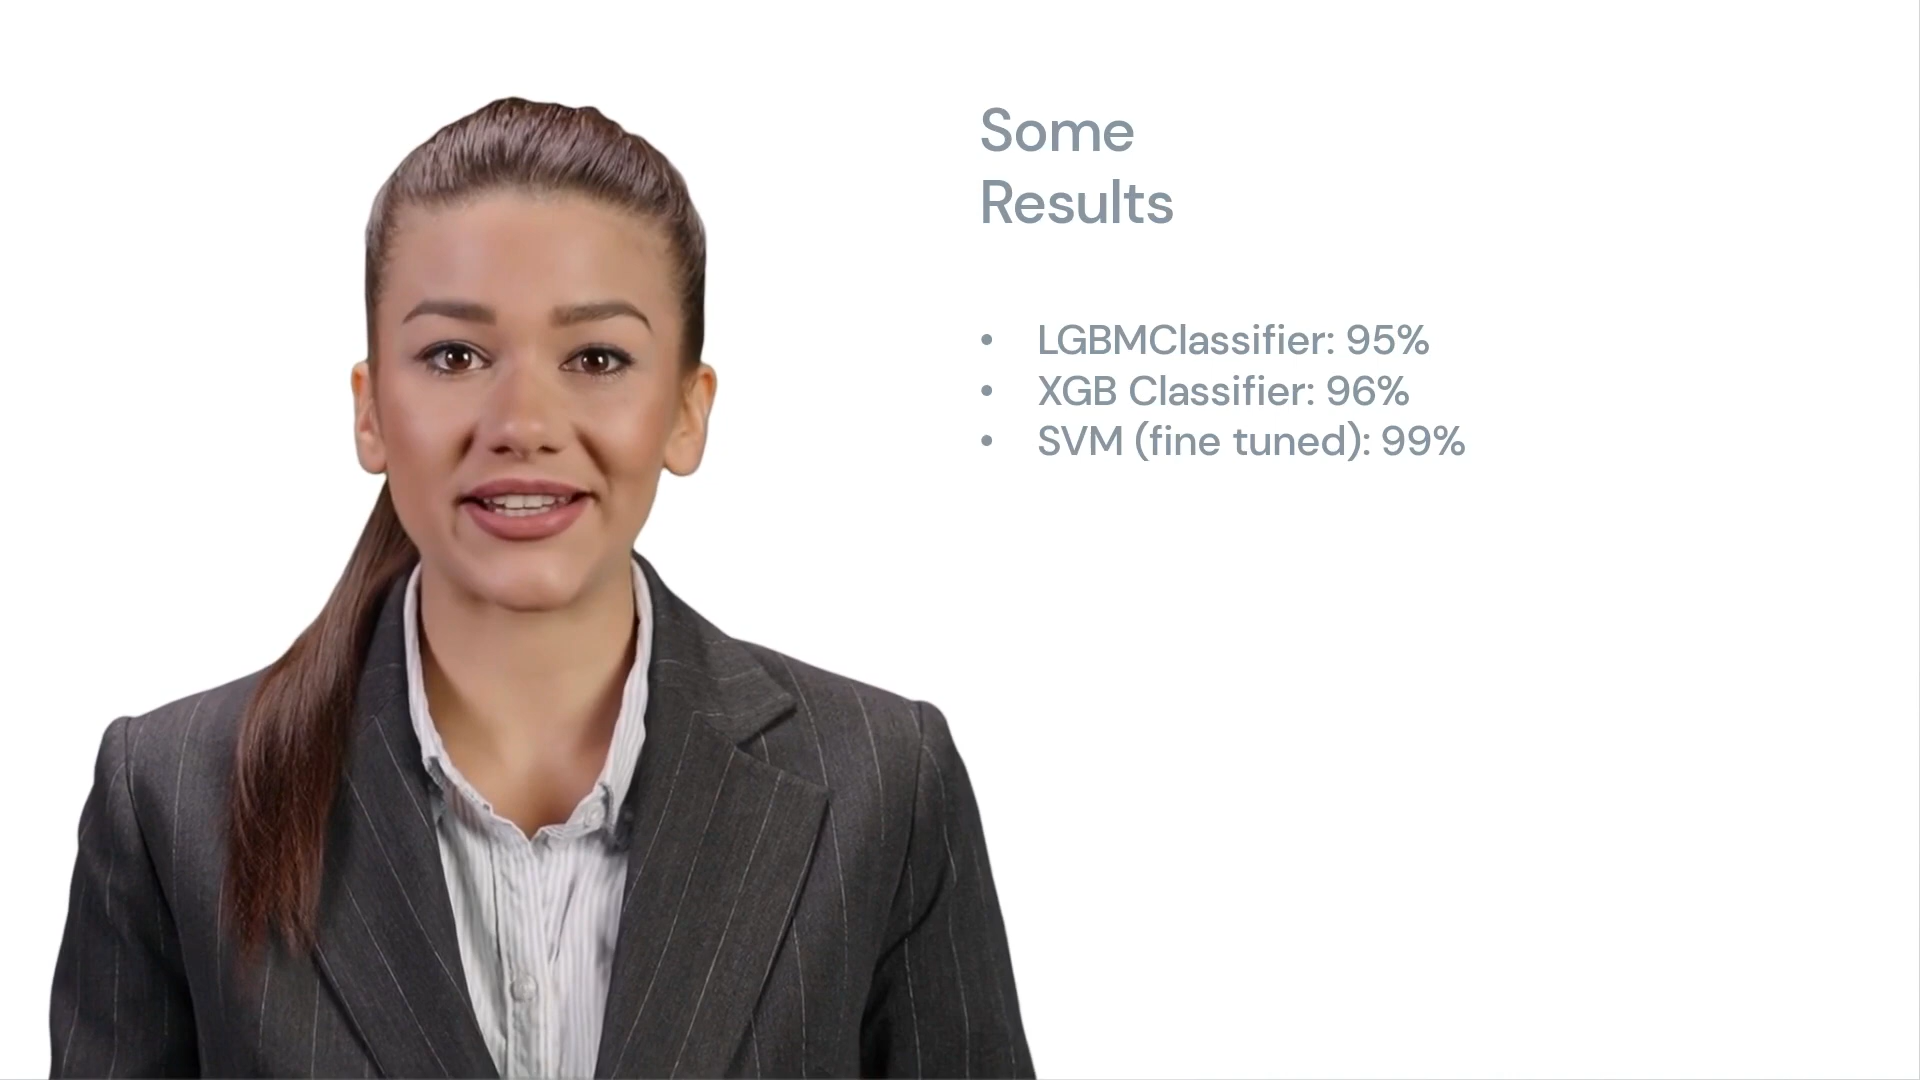 Some
Results
• LGBMClassifier: 95%
• XGB Classifier: 96%
• SVM (fine tuned): 99%